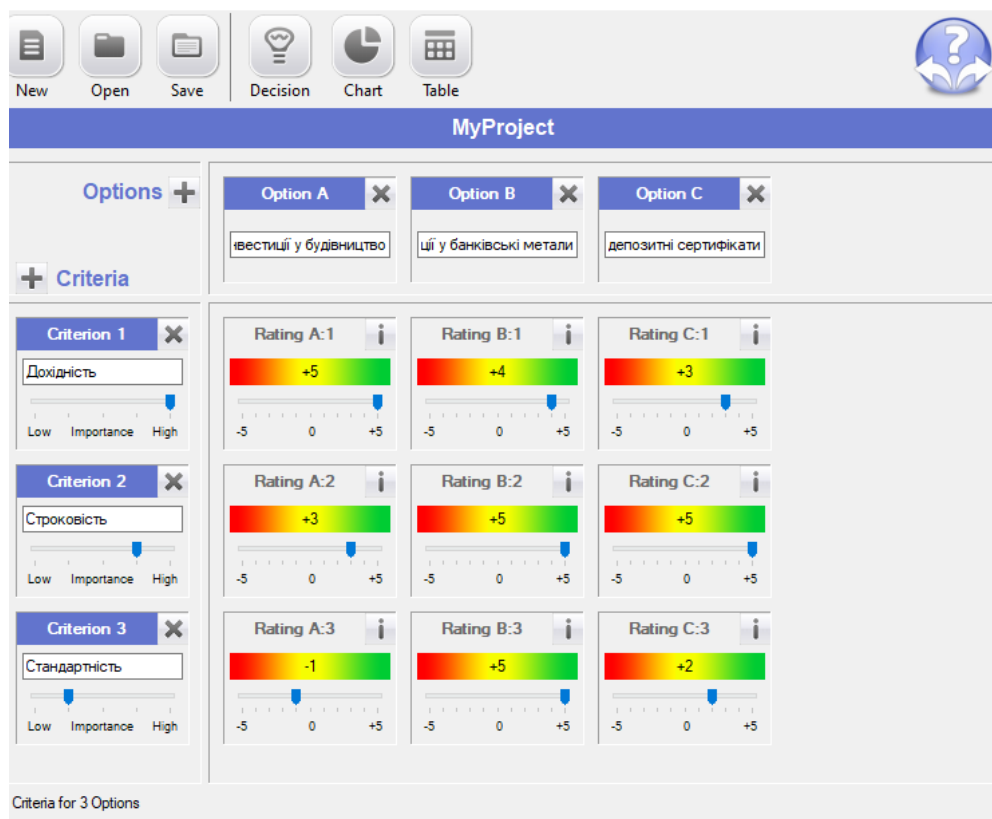 New Open Save Decision Chart Table
MyProject
Options
Option A Option B Option C
вестиції у будівництво ції у банківські метали депозитні сертифікати
Criteria
Criterion 1 Rating A:1 Rating B:1 Rating C:1
Дохідність +5 +4 +3
Low Importance High -5 0 +5 -5 0 +5 -5 0 +5
Criterion 2 Rating A:2 Rating B:2 Rating C:2
Строковість +3 +5 +5
Low Importance High -5 0 +5 -5 0 +5 -5 0 +5
Criterion 3 Rating A:3 Rating B:3 Rating C:3
Стандартність -1 +5 +2
Low Importance High -5 0 +5 -5 0 +5 -5 0 +5
Criteria for 3 Options